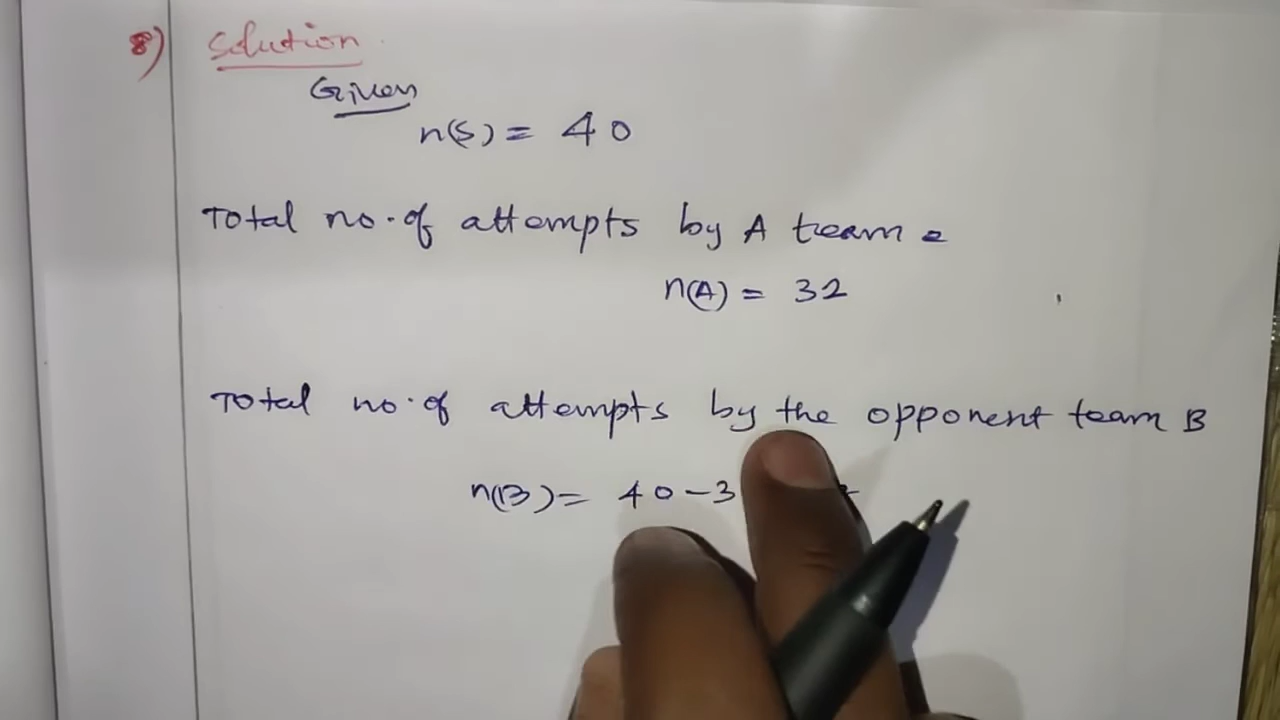 8) Solution
Given
n(S) = 40
Total no. of attempts by A team =
n(A) = 32
Total no. of attempts by the opponent team B
n(B) = 40 - 3